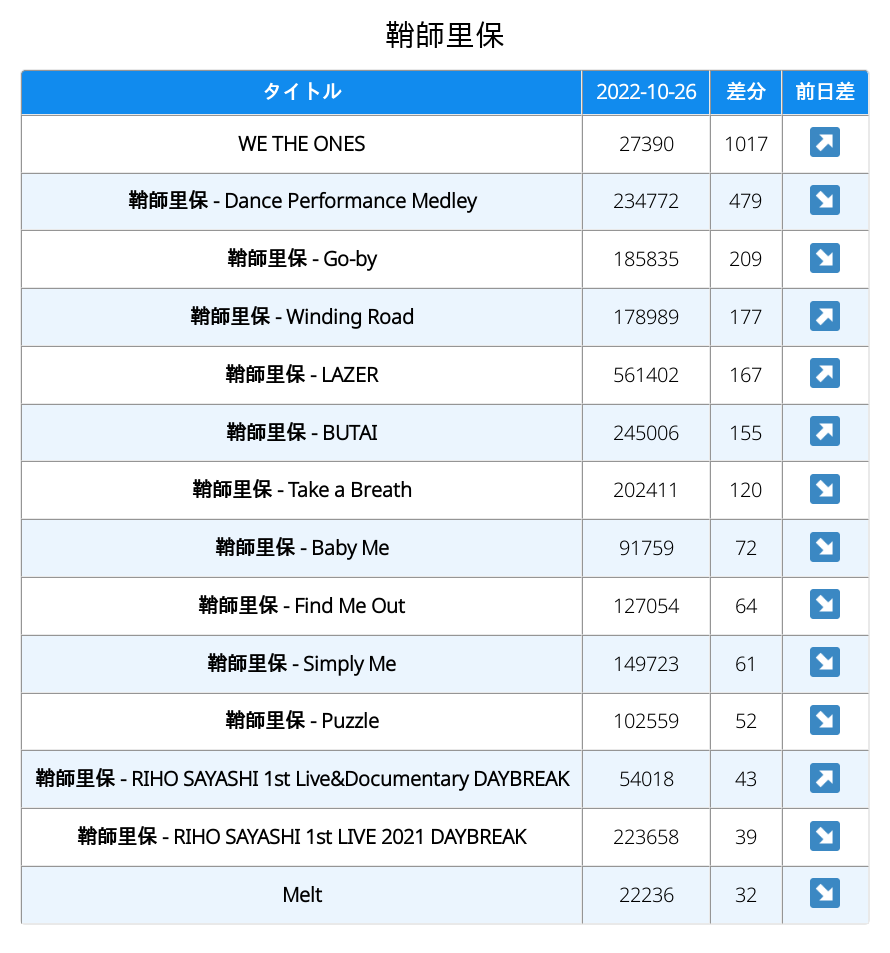 鞘師里保
タイトル 2022-10-26 差分 前日差
WE THE ONES 27390 1017 ↗
鞘師里保 - Dance Performance Medley 234772 479 ↘
鞘師里保 - Go-by 185835 209 ↘
鞘師里保 - Winding Road 178989 177 ↗
鞘師里保 - LAZER 561402 167 ↗
鞘師里保 - BUTAI 245006 155 ↗
鞘師里保 - Take a Breath 202411 120 ↘
鞘師里保 - Baby Me 91759 72 ↘
鞘師里保 - Find Me Out 127054 64 ↘
鞘師里保 - Simply Me 149723 61 ↘
鞘師里保 - Puzzle 102559 52 ↘
鞘師里保 - RIHO SAYASHI 1st Live&Documentary DAYBREAK 54018 43 ↗
鞘師里保 - RIHO SAYASHI 1st LIVE 2021 DAYBREAK 223658 39 ↘
Melt 22236 32 ↘